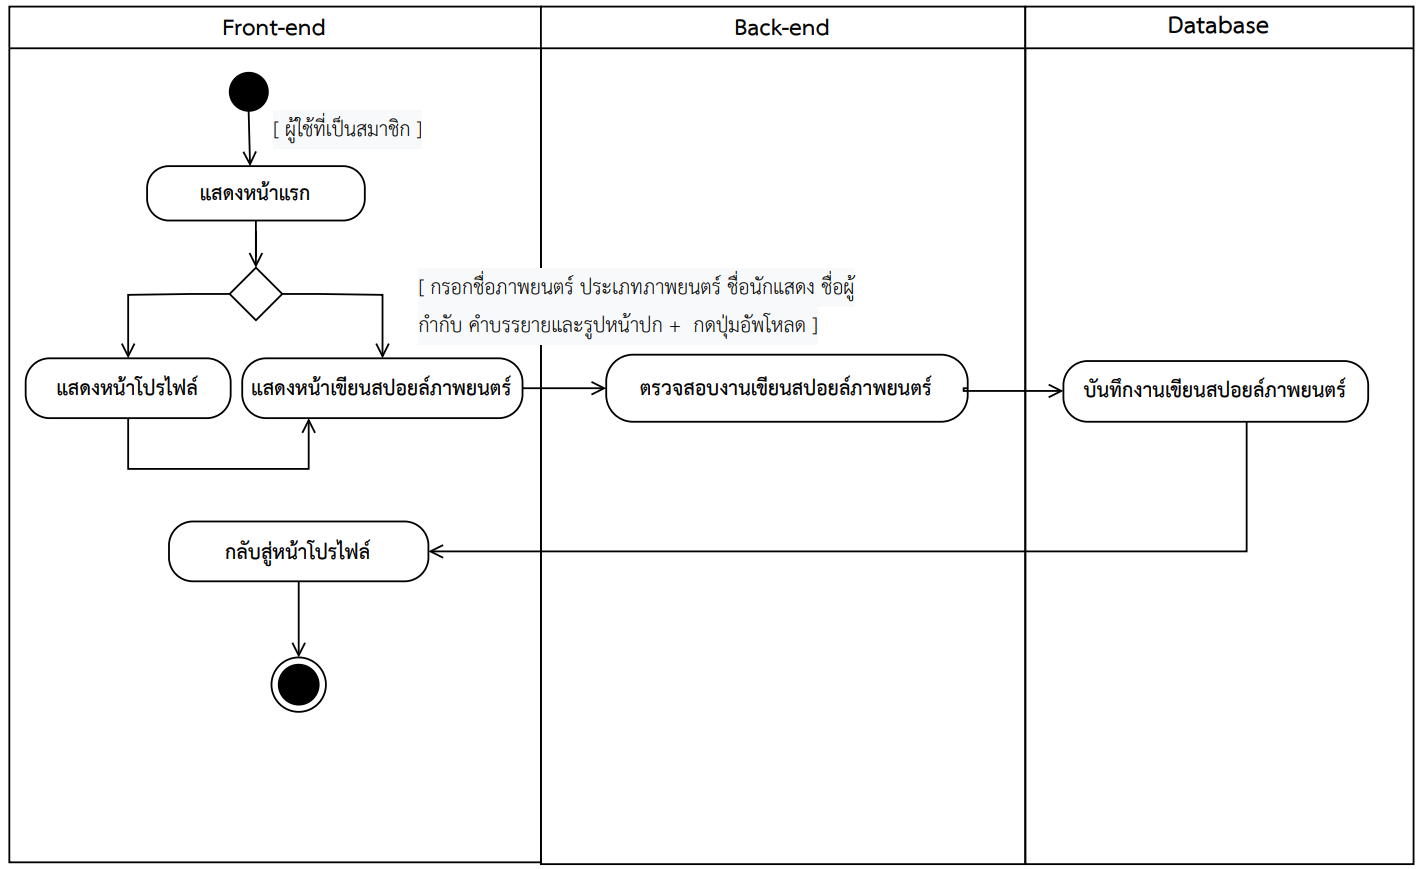 Front-end
Back-end
Database
[ ผู้ใช้ที่เป็นสมาชิก ]
แสดงหน้าแรก
[ กรอกชื่อภาพยนตร์ ประเภทภาพยนตร์ ชื่อนักแสดง ชื่อผู้
กำกับ คำบรรยายและรูปหน้าปก + กดปุ่มอัพโหลด ]
แสดงหน้าโปรไฟล์
แสดงหน้าเขียนสปอยล์ภาพยนตร์
ตรวจสอบงานเขียนสปอยล์ภาพยนตร์
บันทึกงานเขียนสปอยล์ภาพยนตร์
กลับสู่หน้าโปรไฟล์